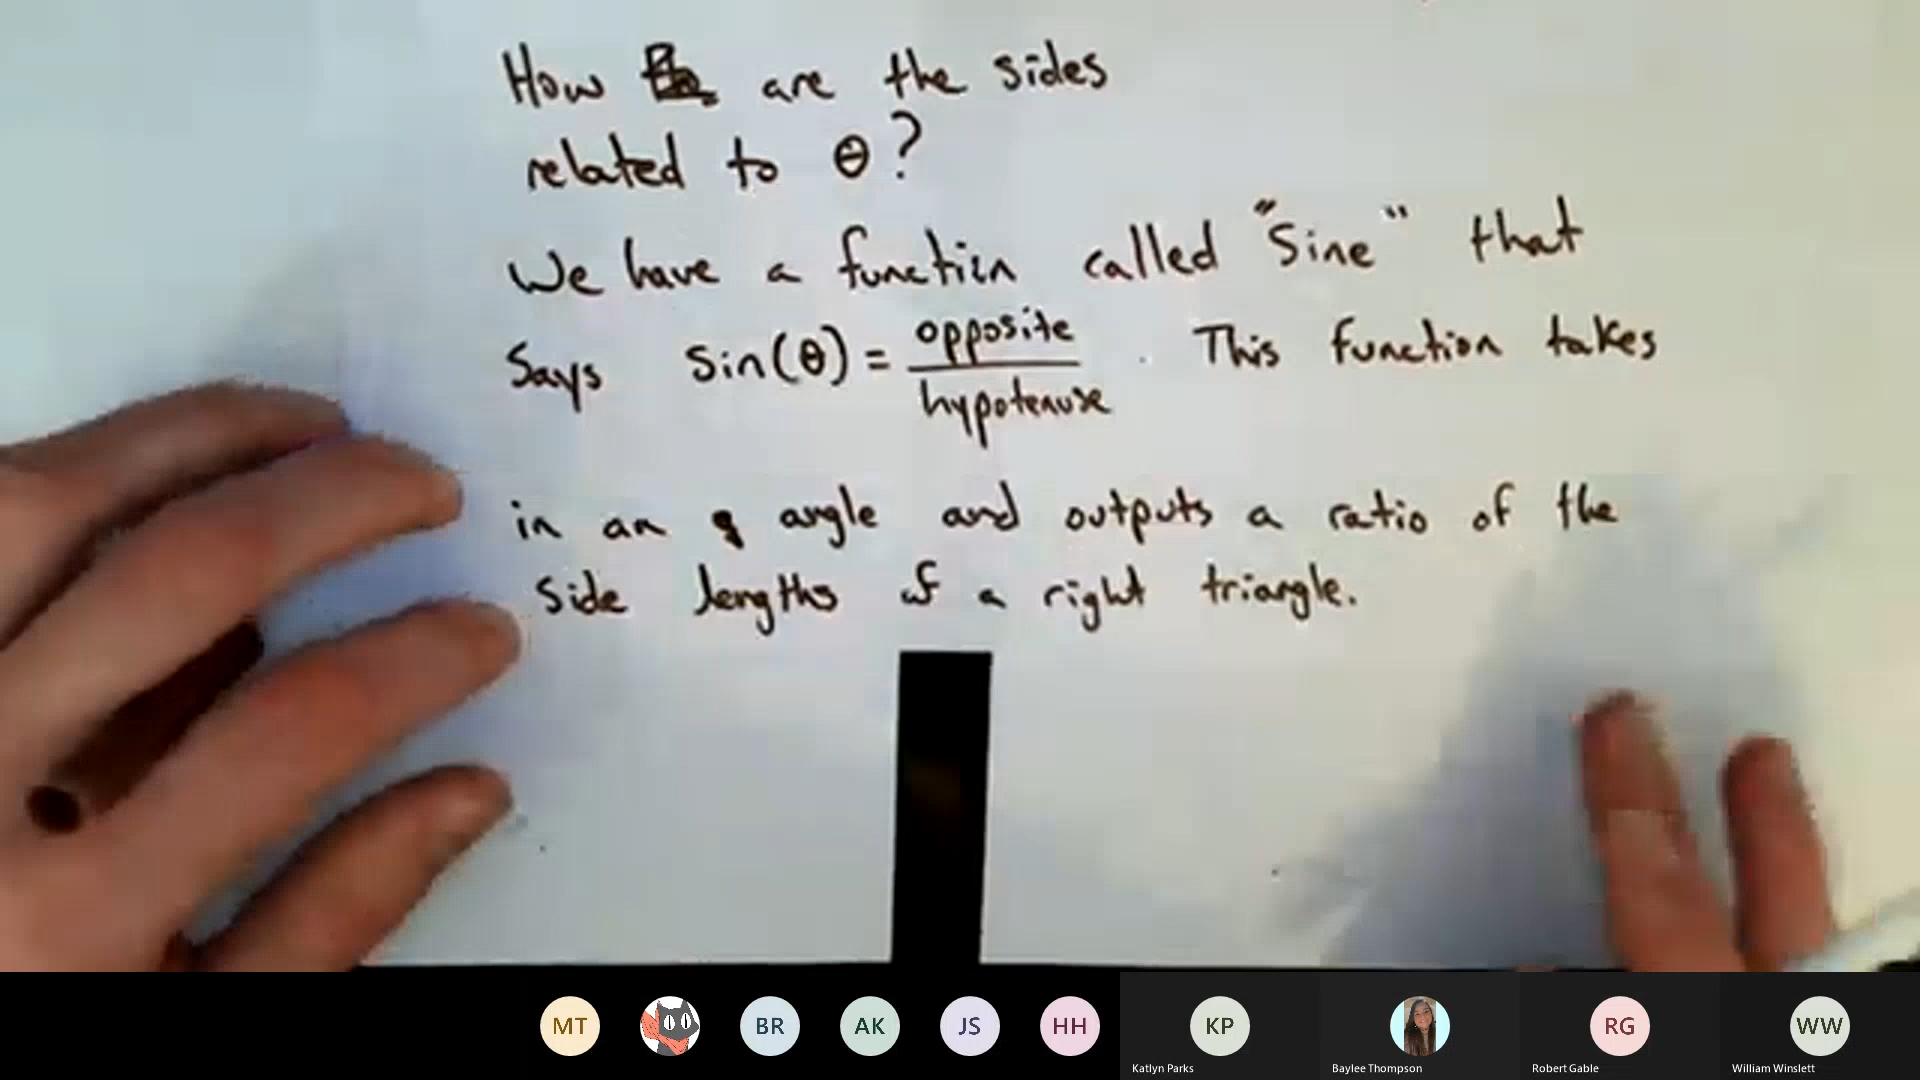 How are the sides
related to θ?
We have a function called "Sine" that
Says Sin(θ) = opposite / hypotenuse . This function takes
in an angle and outputs a ratio of the
side lengths of a right triangle.
MT BR AK JS HH KP RG WW
Katlyn Parks Baylee Thompson Robert Gable William Winslett